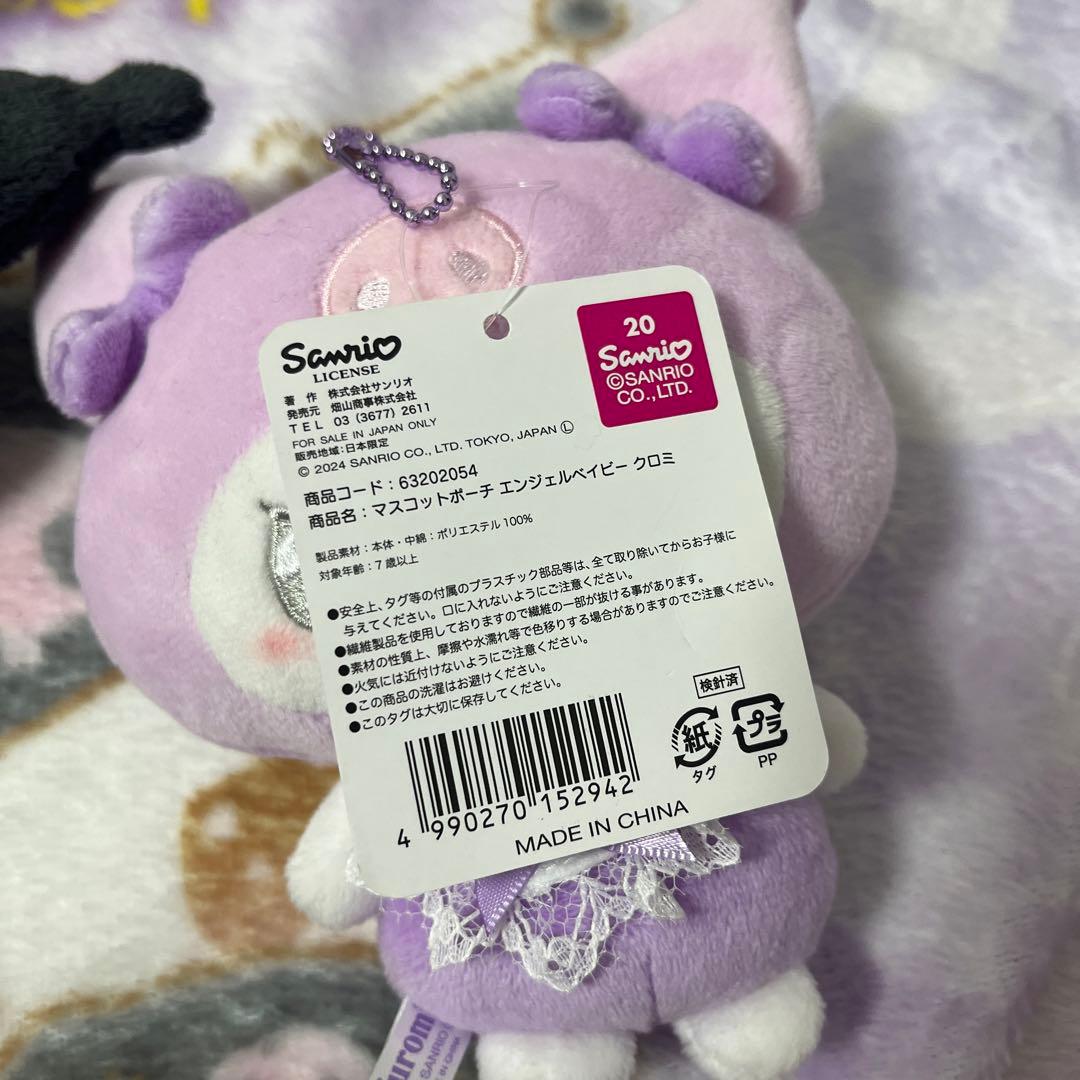 Sanrio
LICENSE
著 作 株式会社サンリオ
発売元 畑山商事株式会社
TEL 03 (3677) 2611
FOR SALE IN JAPAN ONLY
販売地域:日本限定
© 2024 SANRIO CO., LTD. TOKYO, JAPAN Ⓛ
20
Sanrio
©SANRIO
CO.,LTD.
商品コード:63202054
商品名:マスコットポーチ エンジェルベイビー クロミ
製品素材:本体・中綿:ポリエステル100%
対象年齢:7歳以上
●安全上、タグ等の付属のプラスチック部品等は、全て取り除いてからお子様に
与えてください。口に入れないようにご注意ください。
●繊維製品を使用しておりますので繊維の一部が抜ける事があります。
●素材の性質上、摩擦や水濡れ等で色移りする場合がありますのでご注意ください。
●火気には近付けないようにご注意ください。
●この商品の洗濯はお避けください。
●このタグは大切に保存してください。
検針済
紙
タグ
プラ
PP
4 990270 152942
MADE IN CHINA
urom
SANRIO
IN CHINA